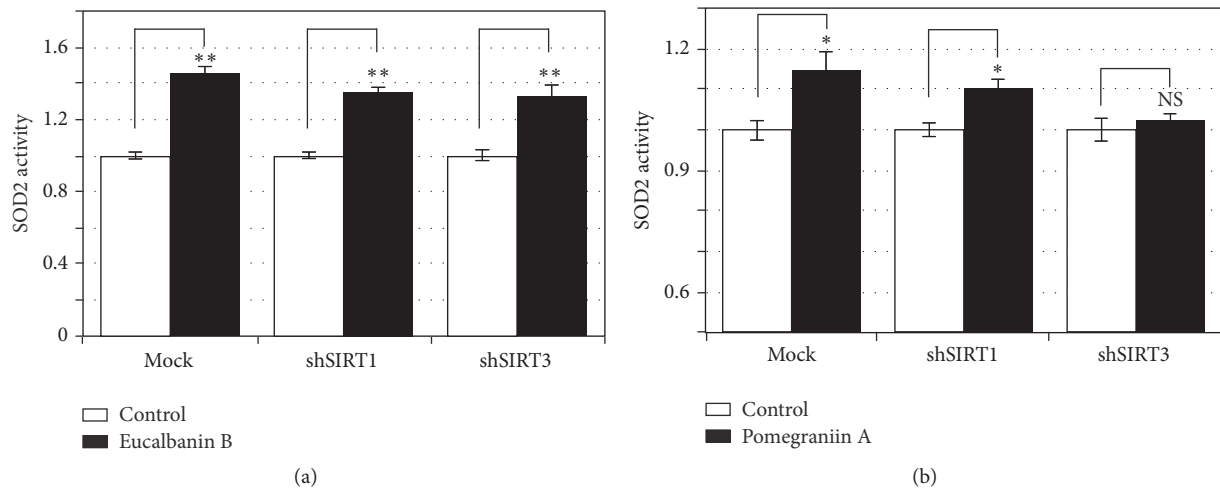 1.6
1.2
0.8
0.4
0
SOD2 activity
**
**
**
Mock
shSIRT1
shSIRT3
Control
Eucalbanin B
(a)
1.2
0.9
0.6
SOD2 activity
*
*
NS
Mock
shSIRT1
shSIRT3
Control
Pomegraniin A
(b)